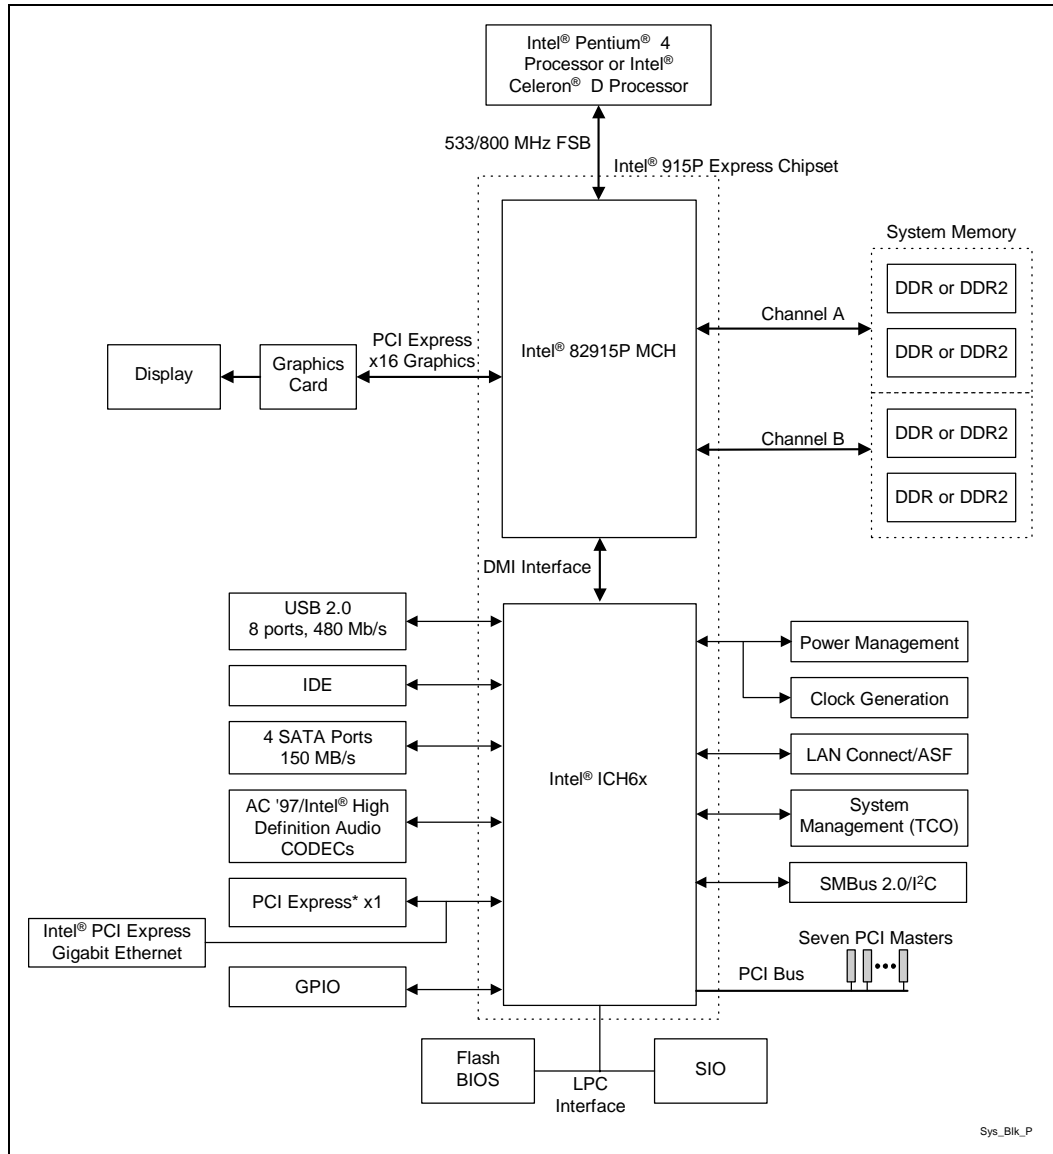 Intel® Pentium® 4
Processor or Intel®
Celeron® D Processor
533/800 MHz FSB
Intel® 915P Express Chipset
System Memory
DDR or DDR2
Channel A
DDR or DDR2
Intel® 82915P MCH
PCI Express
x16 Graphics
Graphics
Card
Display
DDR or DDR2
Channel B
DDR or DDR2
DMI Interface
USB 2.0
8 ports, 480 Mb/s
IDE
4 SATA Ports
150 MB/s
AC '97/Intel® High
Definition Audio
CODECs
PCI Express* x1
Intel® PCI Express
Gigabit Ethernet
GPIO
Intel® ICH6x
Power Management
Clock Generation
LAN Connect/ASF
System
Management (TCO)
SMBus 2.0/I²C
Seven PCI Masters
PCI Bus
Flash
BIOS
LPC
Interface
SIO
Sys_Blk_P